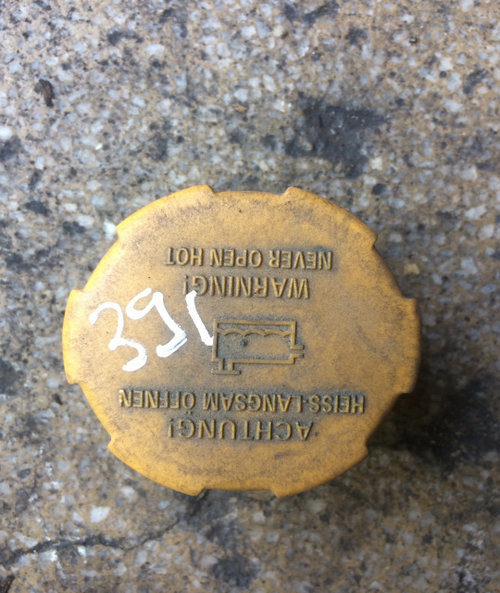 ACHTUNG!
HEISS-LANGSAM ÖFFNEN
391
WARNING!
NEVER OPEN HOT